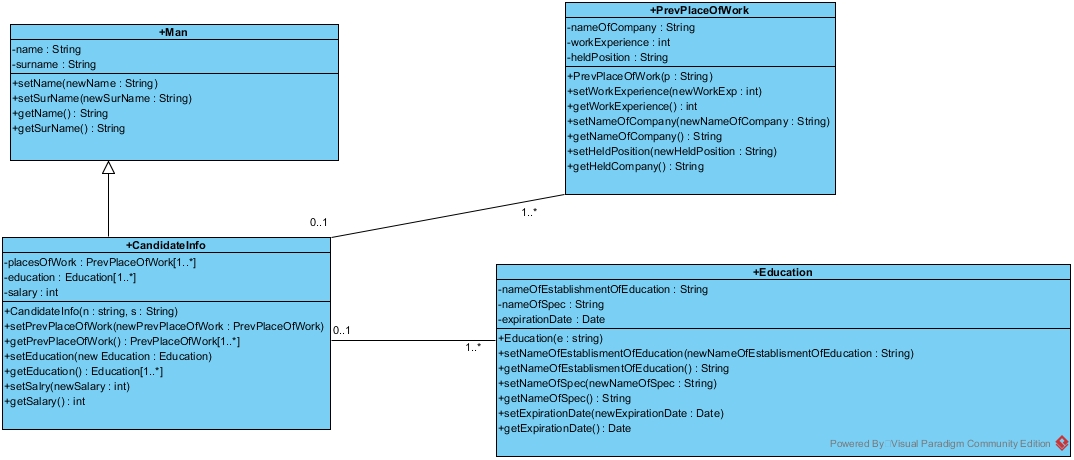 +Man
-name : String
-surname : String
+setName(newName : String)
+setSurName(newSurName : String)
+getName() : String
+getSurName() : String
+PrevPlaceOfWork
-nameOfCompany : String
-workExperience : int
-heldPosition : String
+PrevPlaceOfWork(p : String)
+setWorkExperience(newWorkExp : int)
+getWorkExperience() : int
+setNameOfCompany(newNameOfCompany : String)
+getNameOfCompany() : String
+setHeldPosition(newHeldPosition : String)
+getHeldCompany() : String
0..1
1..*
+CandidateInfo
-placesOfWork : PrevPlaceOfWork[1..*]
-education : Education[1..*]
-salary : int
+CandidateInfo(n : string, s : String)
+setPrevPlaceOfWork(newPrevPlaceOfWork : PrevPlaceOfWork)
+getPrevPlaceOfWork() : PrevPlaceOfWork[1..*]
+setEducation(new Education : Education)
+getEducation() : Education[1..*]
+setSalry(newSalary : int)
+getSalary() : int
0..1
1..*
+Education
-nameOfEstablishmentOfEducation : String
-nameOfSpec : String
-expirationDate : Date
+Education(e : string)
+setNameOfEstablismentOfEducation(newNameOfEstablismentOfEducation : String)
+getNameOfEstablismentOfEducation() : String
+setNameOfSpec(newNameOfSpec : String)
+getNameOfSpec() : String
+setExpirationDate(newExpirationDate : Date)
+getExpirationDate() : Date
Powered By Visual Paradigm Community Edition